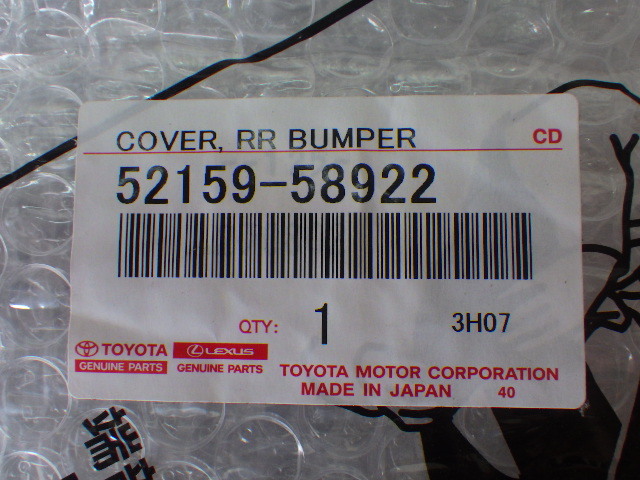 COVER, RR BUMPER CD
52159-58922
QTY: 1 3H07
TOYOTA LEXUS
GENUINE PARTS GENUINE PARTS
TOYOTA MOTOR CORPORATION
MADE IN JAPAN 40
端